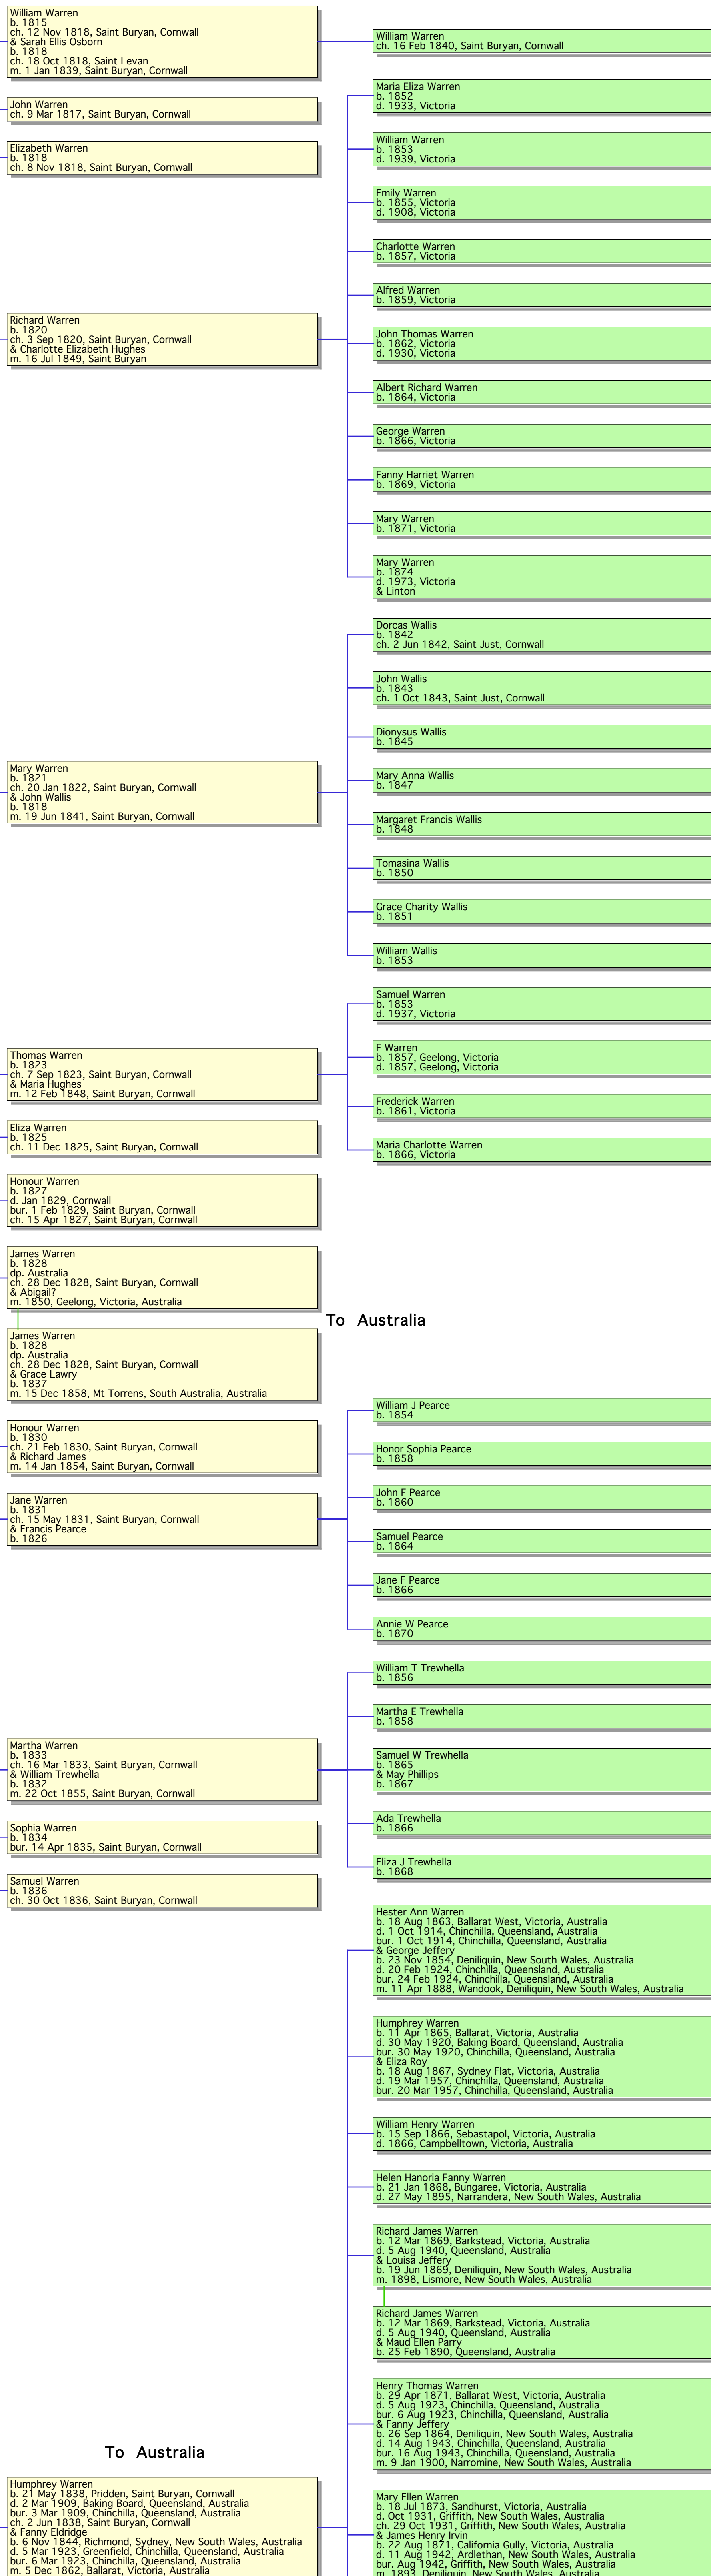 William Warren
b. 1815
ch. 12 Nov 1818, Saint Buryan, Cornwall
& Sarah Ellis Osborn
b. 1818
ch. 18 Oct 1818, Saint Levan
m. 1 Jan 1839, Saint Buryan, Cornwall
William Warren
ch. 16 Feb 1840, Saint Buryan, Cornwall
John Warren
ch. 9 Mar 1817, Saint Buryan, Cornwall
Elizabeth Warren
b. 1818
ch. 8 Nov 1818, Saint Buryan, Cornwall
Richard Warren
b. 1820
ch. 3 Sep 1820, Saint Buryan, Cornwall
& Charlotte Elizabeth Hughes
m. 16 Jul 1849, Saint Buryan
Maria Eliza Warren
b. 1852
d. 1933, Victoria
William Warren
b. 1853
d. 1939, Victoria
Emily Warren
b. 1855, Victoria
d. 1908, Victoria
Charlotte Warren
b. 1857, Victoria
Alfred Warren
b. 1859, Victoria
John Thomas Warren
b. 1862, Victoria
d. 1930, Victoria
Albert Richard Warren
b. 1864, Victoria
George Warren
b. 1866, Victoria
Fanny Harriet Warren
b. 1869, Victoria
Mary Warren
b. 1871, Victoria
Mary Warren
b. 1874
d. 1973, Victoria
& Linton
Mary Warren
b. 1821
ch. 20 Jan 1822, Saint Buryan, Cornwall
& John Wallis
b. 1818
m. 19 Jun 1841, Saint Buryan, Cornwall
Dorcas Wallis
b. 1842
ch. 2 Jun 1842, Saint Just, Cornwall
John Wallis
b. 1843
ch. 1 Oct 1843, Saint Just, Cornwall
Dionysus Wallis
b. 1845
Mary Anna Wallis
b. 1847
Margaret Francis Wallis
b. 1848
Tomasina Wallis
b. 1850
Grace Charity Wallis
b. 1851
William Wallis
b. 1853
Thomas Warren
b. 1823
ch. 7 Sep 1823, Saint Buryan, Cornwall
& Maria Hughes
m. 12 Feb 1848, Saint Buryan, Cornwall
Samuel Warren
b. 1853
d. 1937, Victoria
F Warren
b. 1857, Geelong, Victoria
d. 1857, Geelong, Victoria
Frederick Warren
b. 1861, Victoria
Maria Charlotte Warren
b. 1866, Victoria
Eliza Warren
b. 1825
ch. 11 Dec 1825, Saint Buryan, Cornwall
Honour Warren
b. 1827
d. Jan 1829, Cornwall
bur. 1 Feb 1829, Saint Buryan, Cornwall
ch. 15 Apr 1827, Saint Buryan, Cornwall
James Warren
b. 1828
dp. Australia
ch. 28 Dec 1828, Saint Buryan, Cornwall
& Abigail?
m. 1850, Geelong, Victoria, Australia
To Australia
James Warren
b. 1828
dp. Australia
ch. 28 Dec 1828, Saint Buryan, Cornwall
& Grace Lawry
b. 1837
m. 15 Dec 1858, Mt Torrens, South Australia, Australia
Honour Warren
b. 1830
ch. 21 Feb 1830, Saint Buryan, Cornwall
& Richard James
m. 14 Jan 1854, Saint Buryan, Cornwall
Jane Warren
b. 1831
ch. 15 May 1831, Saint Buryan, Cornwall
& Francis Pearce
b. 1826
William J Pearce
b. 1854
Honor Sophia Pearce
b. 1858
John F Pearce
b. 1860
Samuel Pearce
b. 1864
Jane F Pearce
b. 1866
Annie W Pearce
b. 1870
Martha Warren
b. 1833
ch. 16 Mar 1833, Saint Buryan, Cornwall
& William Trewhella
b. 1832
m. 22 Oct 1855, Saint Buryan, Cornwall
William T Trewhella
b. 1856
Martha E Trewhella
b. 1858
Samuel W Trewhella
b. 1865
& May Phillips
b. 1867
Ada Trewhella
b. 1866
Eliza J Trewhella
b. 1868
Sophia Warren
b. 1834
bur. 14 Apr 1835, Saint Buryan, Cornwall
Samuel Warren
b. 1836
ch. 30 Oct 1836, Saint Buryan, Cornwall
To Australia
Humphrey Warren
b. 21 May 1838, Pridden, Saint Buryan, Cornwall
d. 2 Mar 1909, Baking Board, Queensland, Australia
bur. 3 Mar 1909, Chinchilla, Queensland, Australia
ch. 2 Jun 1838, Saint Buryan, Cornwall
& Fanny Eldridge
b. 6 Nov 1844, Richmond, Sydney, New South Wales, Australia
d. 5 Mar 1923, Greenfield, Chinchilla, Queensland, Australia
bur. 6 Mar 1923, Chinchilla, Queensland, Australia
m. 5 Dec 1862, Ballarat, Victoria, Australia
Hester Ann Warren
b. 18 Aug 1863, Ballarat West, Victoria, Australia
d. 1 Oct 1914, Chinchilla, Queensland, Australia
bur. 1 Oct 1914, Chinchilla, Queensland, Australia
& George Jeffery
b. 23 Nov 1854, Deniliquin, New South Wales, Australia
d. 20 Feb 1924, Chinchilla, Queensland, Australia
bur. 24 Feb 1924, Chinchilla, Queensland, Australia
m. 11 Apr 1888, Wandook, Deniliquin, New South Wales, Australia
Humphrey Warren
b. 11 Apr 1865, Ballarat, Victoria, Australia
d. 30 May 1920, Baking Board, Queensland, Australia
bur. 30 May 1920, Chinchilla, Queensland, Australia
& Eliza Roy
b. 18 Aug 1867, Sydney Flat, Victoria, Australia
d. 19 Mar 1957, Chinchilla, Queensland, Australia
bur. 20 Mar 1957, Chinchilla, Queensland, Australia
William Henry Warren
b. 15 Sep 1866, Sebastapol, Victoria, Australia
d. 1866, Campbelltown, Victoria, Australia
Helen Hanoria Fanny Warren
b. 21 Jan 1868, Bungaree, Victoria, Australia
d. 27 May 1895, Narrandera, New South Wales, Australia
Richard James Warren
b. 12 Mar 1869, Barkstead, Victoria, Australia
d. 5 Aug 1940, Queensland, Australia
& Louisa Jeffery
b. 19 Jun 1869, Deniliquin, New South Wales, Australia
m. 1898, Lismore, New South Wales, Australia
Richard James Warren
b. 12 Mar 1869, Barkstead, Victoria, Australia
d. 5 Aug 1940, Queensland, Australia
& Maud Ellen Parry
b. 25 Feb 1890, Queensland, Australia
Henry Thomas Warren
b. 29 Apr 1871, Ballarat West, Victoria, Australia
d. 5 Aug 1923, Chinchilla, Queensland, Australia
bur. 6 Aug 1923, Chinchilla, Queensland, Australia
& Fanny Jeffery
b. 26 Sep 1864, Deniliquin, New South Wales, Australia
d. 14 Aug 1943, Chinchilla, Queensland, Australia
bur. 16 Aug 1943, Chinchilla, Queensland, Australia
m. 9 Jan 1900, Narromine, New South Wales, Australia
Mary Ellen Warren
b. 18 Jul 1873, Sandhurst, Victoria, Australia
d. Oct 1931, Griffith, New South Wales, Australia
ch. 29 Oct 1931, Griffith, New South Wales, Australia
& James Henry Irvin
b. 22 Aug 1871, California Gully, Victoria, Australia
d. 11 Aug 1942, Ardlethan, New South Wales, Australia
bur. Aug 1942, Griffith, New South Wales, Australia
m. 1893, Deniliquin, New South Wales, Australia